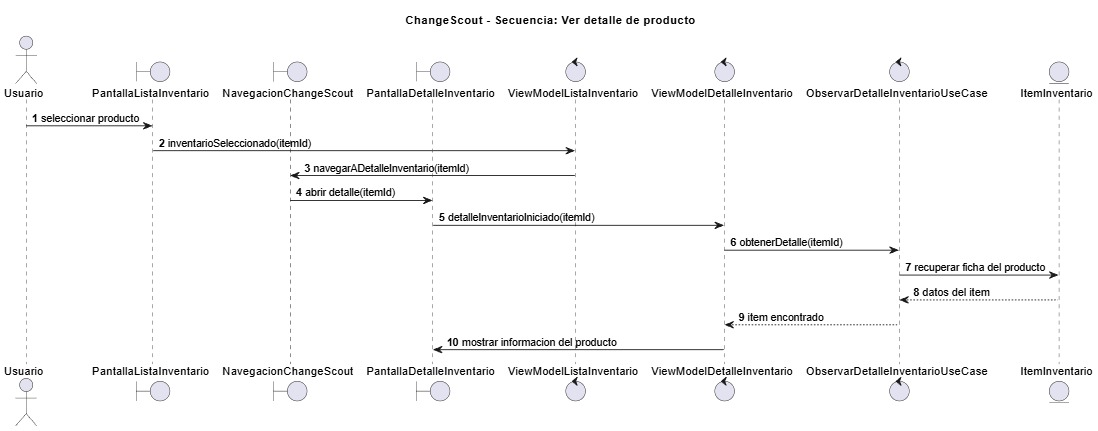 ChangeScout - Secuencia: Ver detalle de producto
Usuario PantallaListaInventario NavegacionChangeScout PantallaDetalleInventario ViewModelListaInventario ViewModelDetalleInventario ObservarDetalleInventarioUseCase ItemInventario
1 seleccionar producto
2 inventarioSeleccionado(itemId)
3 navegarADetalleInventario(itemId)
4 abrir detalle(itemId)
5 detalleInventarioIniciado(itemId)
6 obtenerDetalle(itemId)
7 recuperar ficha del producto
8 datos del item
9 item encontrado
10 mostrar informacion del producto
Usuario PantallaListaInventario NavegacionChangeScout PantallaDetalleInventario ViewModelListaInventario ViewModelDetalleInventario ObservarDetalleInventarioUseCase ItemInventario